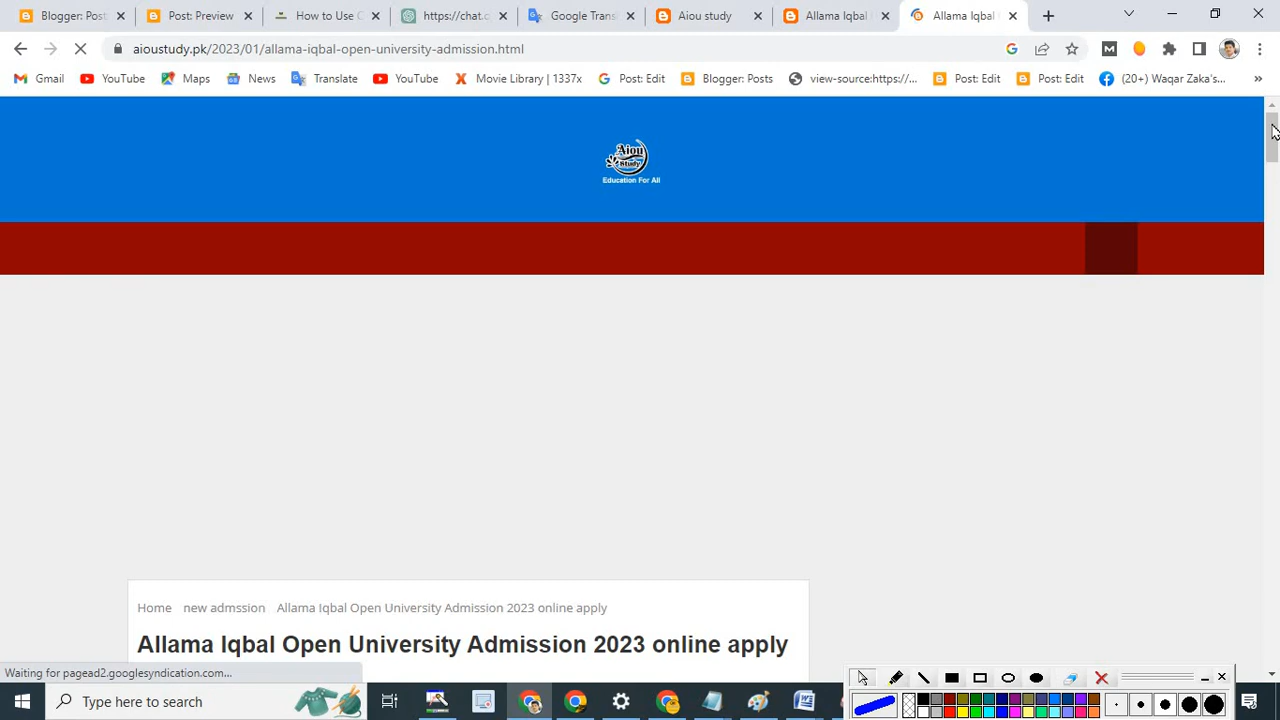 Blogger: Post
Post: Preview
How to Use C
https://chat.c
Google Trans
Aiou study
Allama Iqbal
Allama Iqbal
aioustudy.pk/2023/01/allama-iqbal-open-university-admission.html
Gmail
YouTube
Maps
News
Translate
YouTube
Movie Library | 1337x
Post: Edit
Blogger: Posts
view-source:https://...
Post: Edit
Post: Edit
(20+) Waqar Zaka's...
Aiou
Study
Education For All
Home new admssion Allama Iqbal Open University Admission 2023 online apply
Allama Iqbal Open University Admission 2023 online apply
Waiting for pagead2.googlesyndication.com...
Type here to search